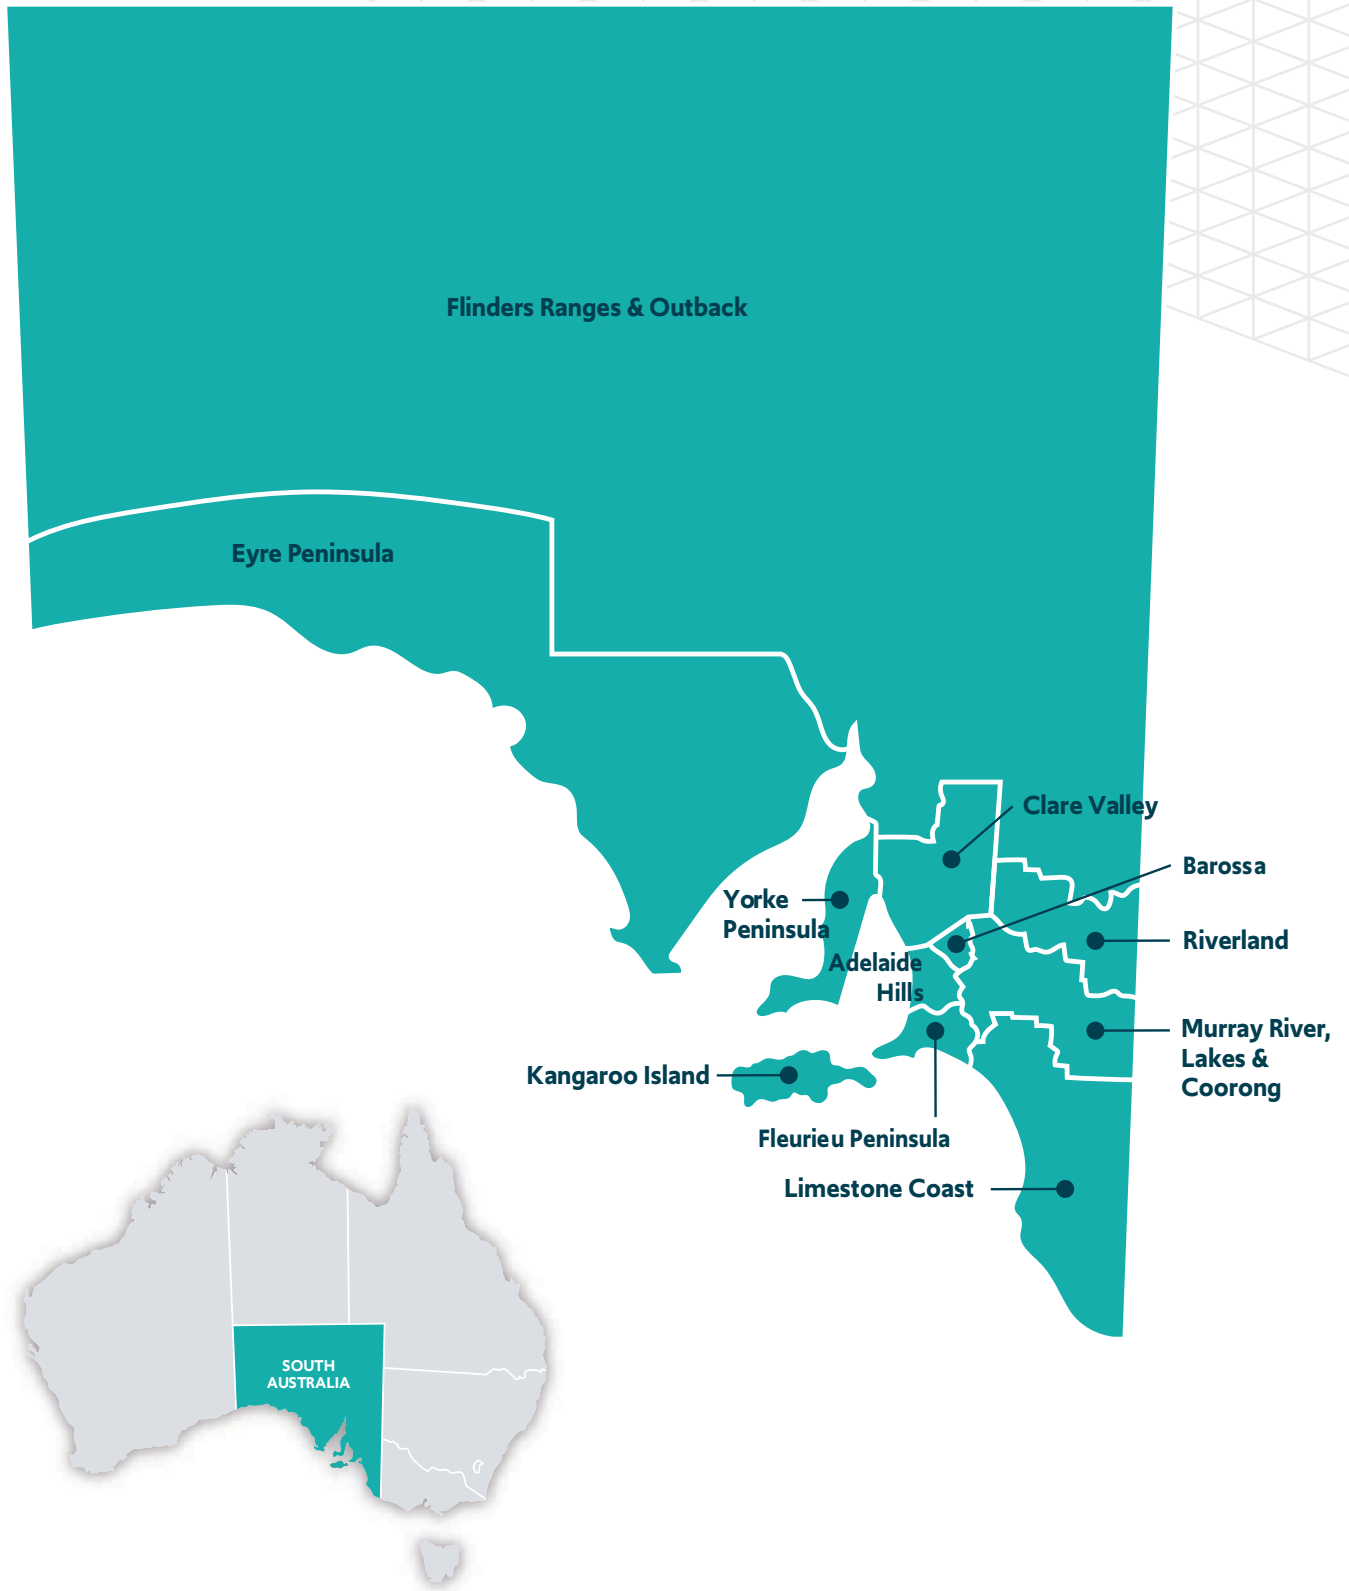 Flinders Ranges & Outback
Eyre Peninsula
Clare Valley
Barossa
Yorke
Peninsula
Riverland
Adelaide
Hills
Murray River,
Lakes &
Coorong
Kangaroo Island
Fleurieu Peninsula
Limestone Coast
SOUTH
AUSTRALIA